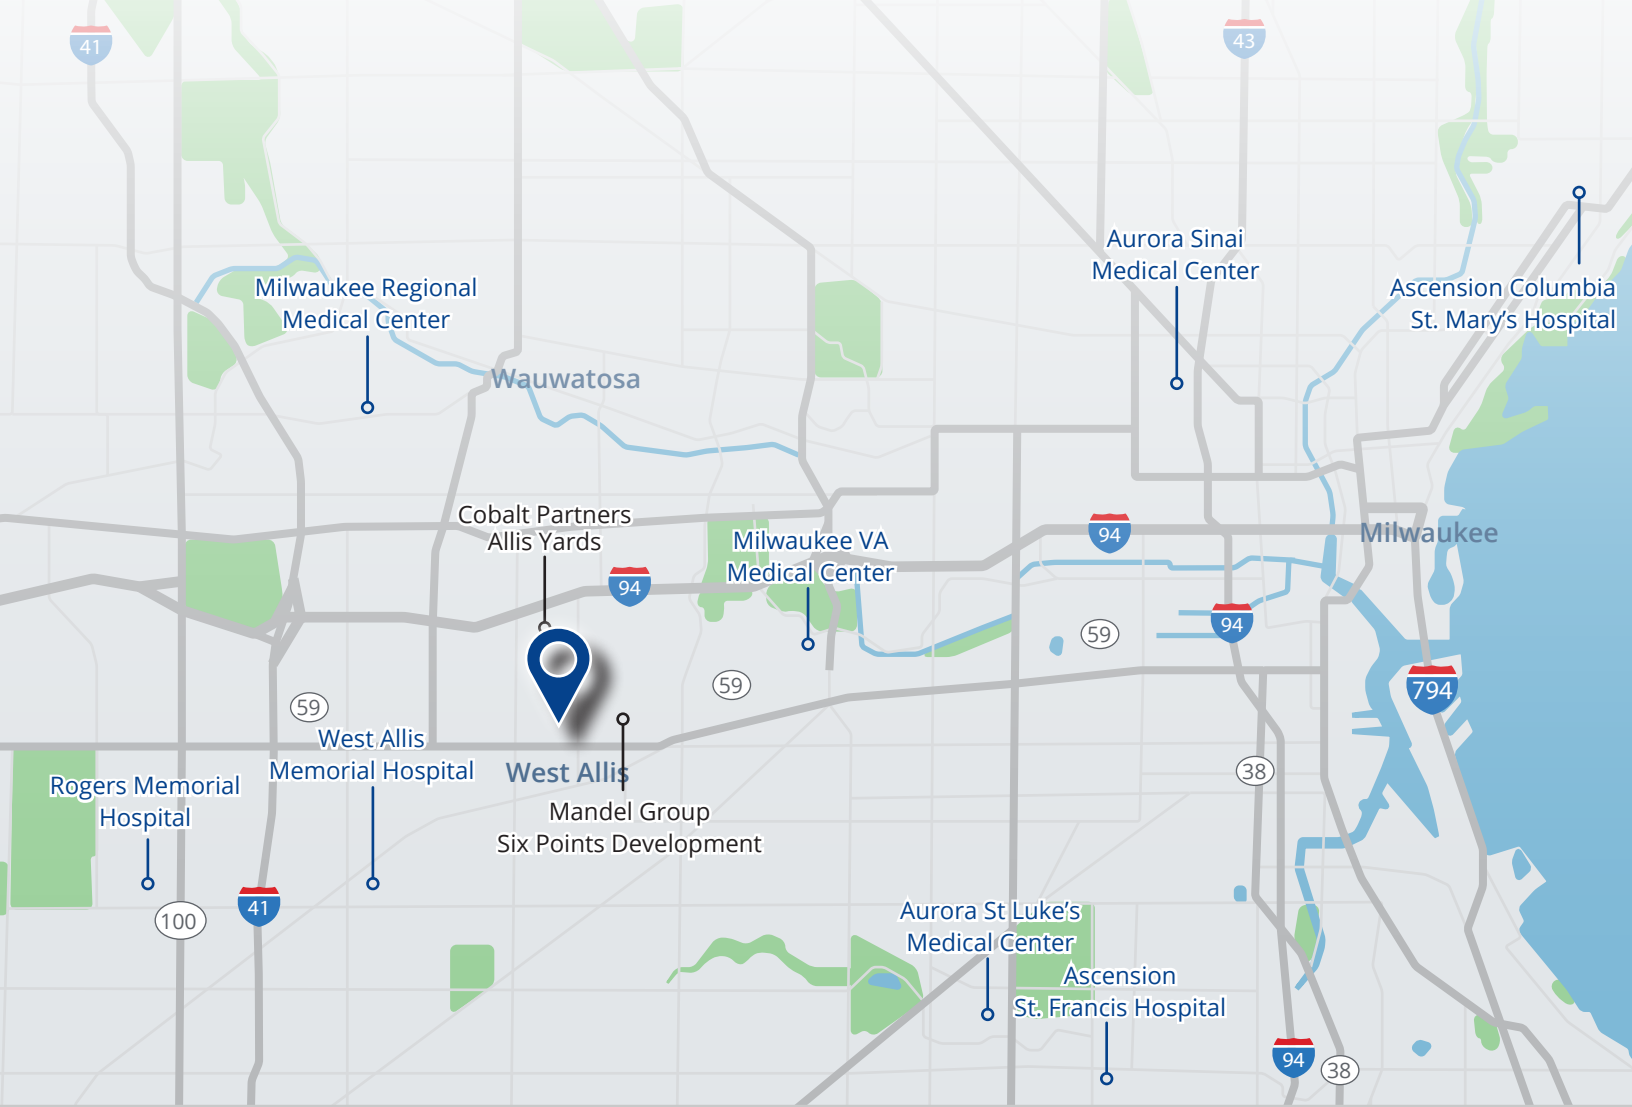 41
43
Aurora Sinai
Medical Center
Milwaukee Regional
Medical Center
Ascension Columbia
St. Mary's Hospital
Wauwatosa
Cobalt Partners
Allis Yards
Milwaukee VA
Medical Center
94
Milwaukee
94
94
59
59
794
59
West Allis
Memorial Hospital
West Allis
38
Rogers Memorial
Hospital
Mandel Group
Six Points Development
41
100
Aurora St Luke's
Medical Center
Ascension
St. Francis Hospital
94
38